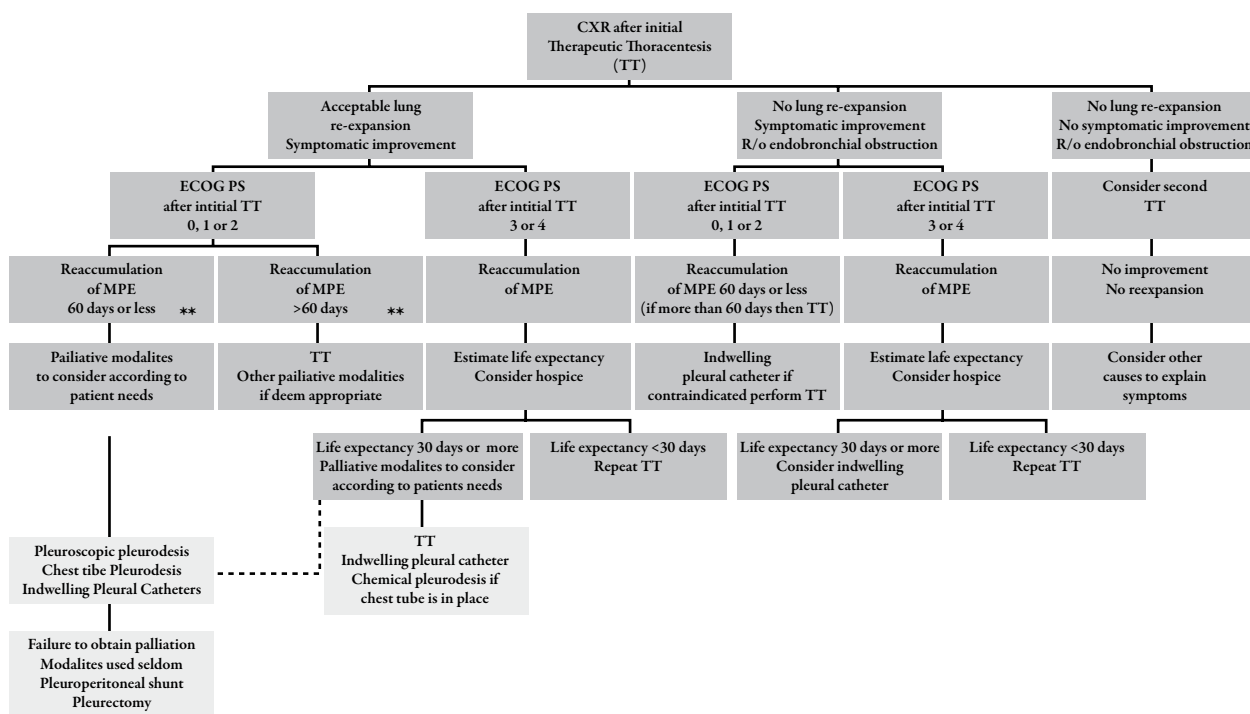 CXR after initial
Therapeutic Thoracentesis
(TT)
Acceptable lung
re-expansion
Symptomatic improvement
No lung re-expansion
Symptomatic improvement
R/o endobronchial obstruction
No lung re-expansion
No symptomatic improvement
R/o endobronchial obstruction
ECOG PS
after intitial TT
0, 1 or 2
ECOG PS
after intitial TT
3 or 4
ECOG PS
after intitial TT
0, 1 or 2
ECOG PS
after intitial TT
3 or 4
Consider second
TT
Reaccumulation
of MPE
60 days or less **
Reaccumulation
of MPE
>60 days **
Reaccumulation
of MPE
Reaccumulation
of MPE 60 days or less
(if more than 60 days then TT)
Reaccumulation
of MPE
No improvement
No reexpansion
Pailiative modalites
to consider according to
patient needs
TT
Other pailiative modalities
if deem appropriate
Estimate life expectancy
Consider hospice
Indwelling
pleural catheter if
contraindicated perform TT
Estimate lafe expectancy
Consider hospice
Consider other
causes to explain
symptoms
Life expectancy 30 days or more
Palliative modalites to consider
according to patients needs
Life expectancy <30 days
Repeat TT
Life expectancy 30 days or more
Consider indwelling
pleural catheter
Life expectancy <30 days
Repeat TT
Pleuroscopic pleurodesis
Chest tibe Pleurodesis
Indwelling Pleural Catheters
TT
Indwelling pleural catheter
Chemical pleurodesis if
chest tube is in place
Failure to obtain palliation
Modalites used seldom
Pleuroperitoneal shunt
Pleurectomy